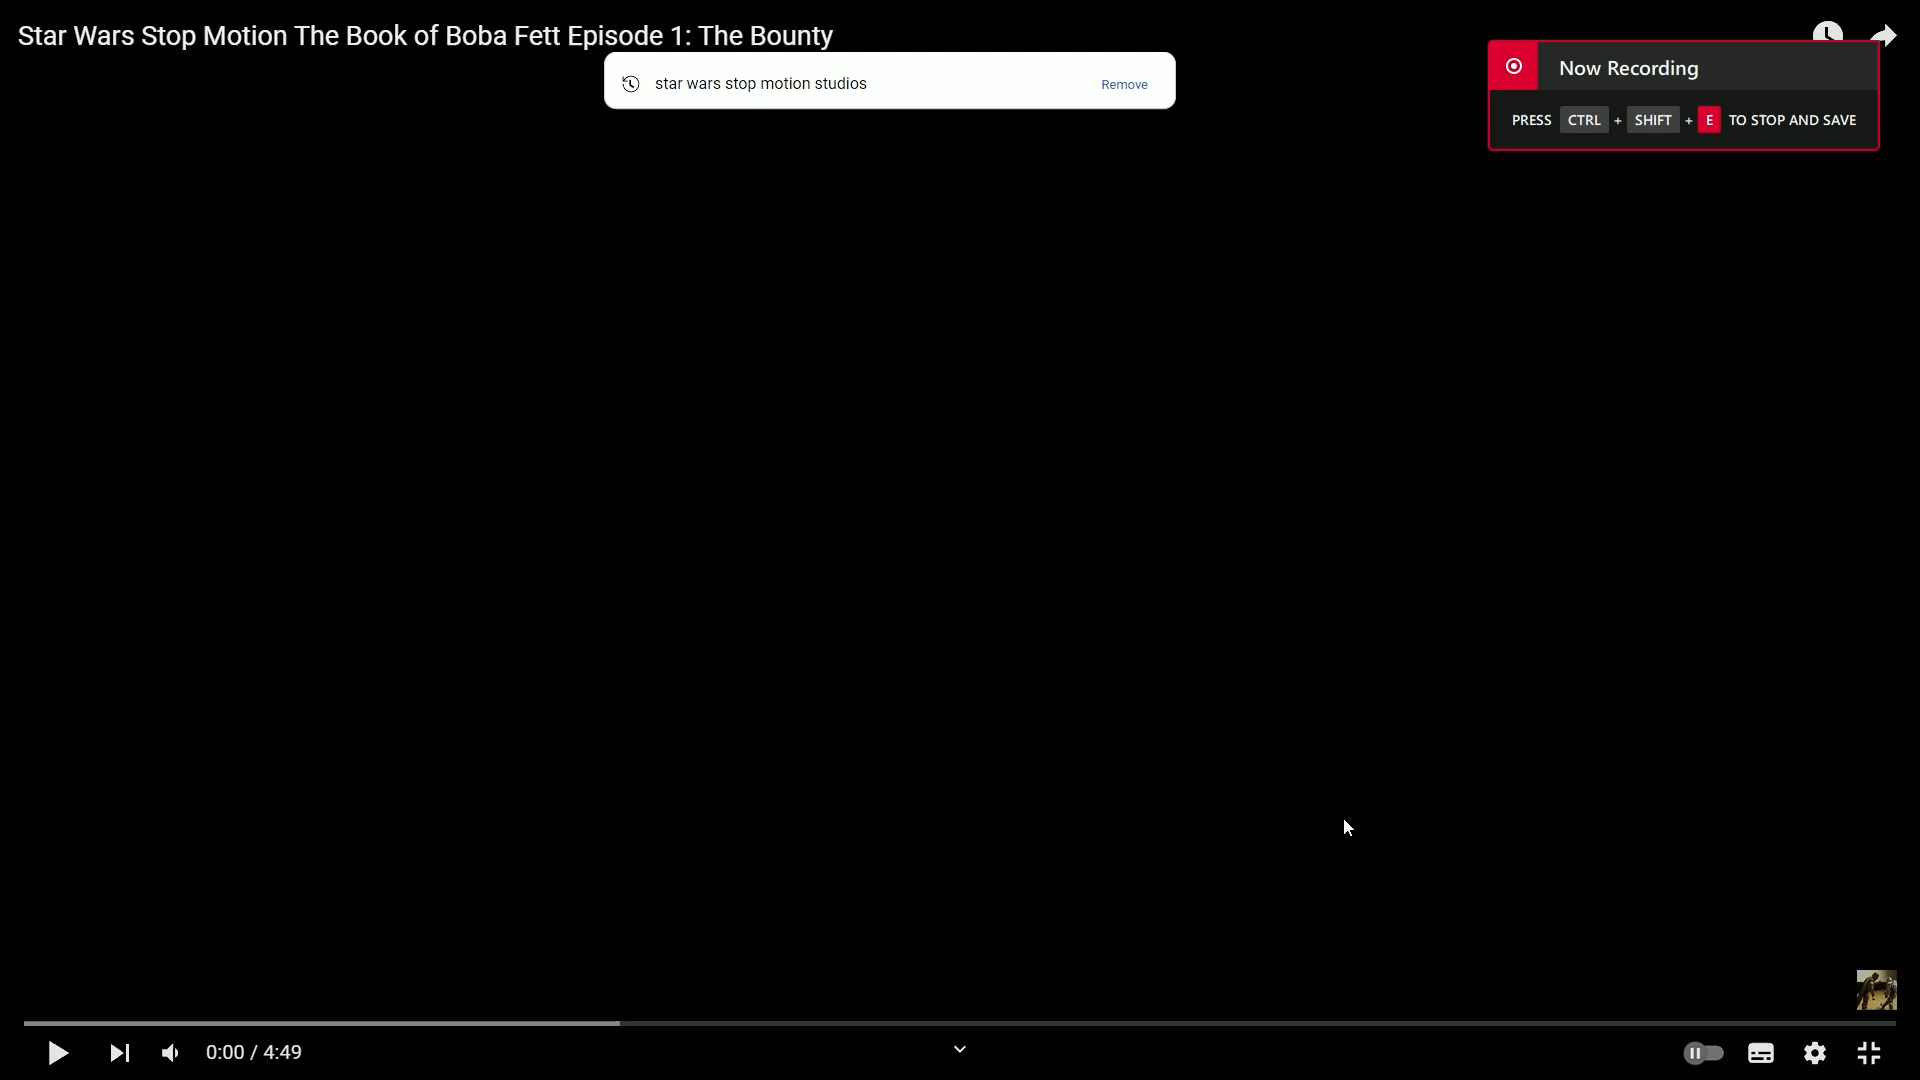 Star Wars Stop Motion The Book of Boba Fett Episode 1: The Bounty
star wars stop motion studios Remove
Now Recording
PRESS CTRL + SHIFT + E TO STOP AND SAVE
0:00 / 4:49